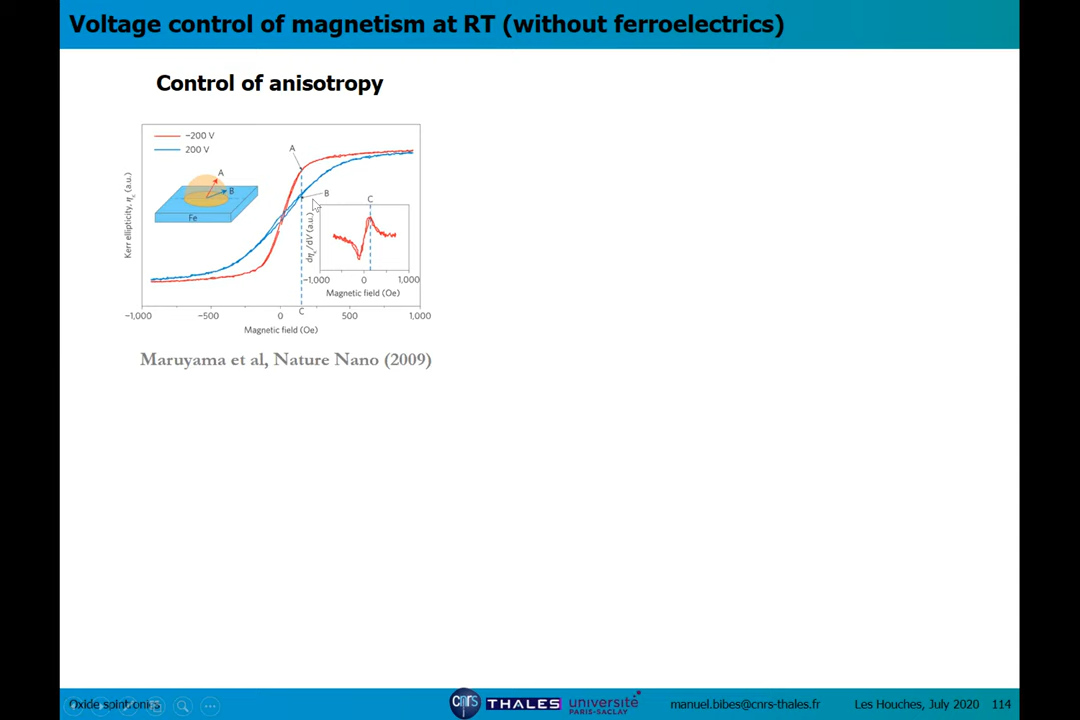 Voltage control of magnetism at RT (without ferroelectrics)
Control of anisotropy
−200 V
200 V
A
B
Fe
A
B
C
Kerr ellipticity, ηk (a.u.)
dηk/dV (a.u.)
−1,000 0 1,000
Magnetic field (Oe)
C
−1,000 −500 0 500 1,000
Magnetic field (Oe)
Maruyama et al, Nature Nano (2009)
Oxide spintronics
cnrs
THALES
université
PARIS-SACLAY
manuel.bibes@cnrs-thales.fr
Les Houches, July 2020
114